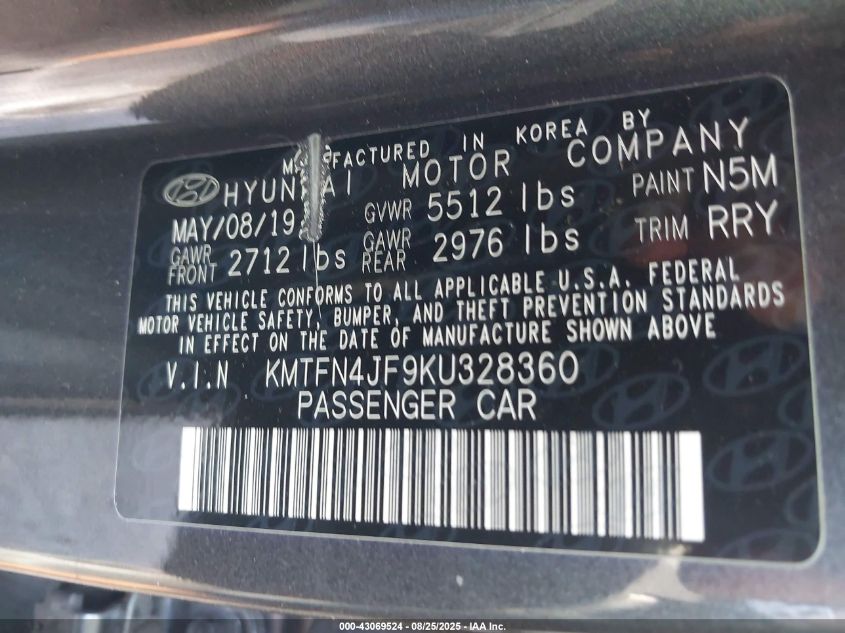 MANUFACTURED IN KOREA BY
HYUNDAI MOTOR COMPANY
MAY/08/19 GVWR 5512 lbs PAINT N5M
GAWR FRONT 2712 lbs GAWR REAR 2976 lbs TRIM RRY
THIS VEHICLE CONFORMS TO ALL APPLICABLE U.S.A. FEDERAL
MOTOR VEHICLE SAFETY, BUMPER, AND THEFT PREVENTION STANDARDS
IN EFFECT ON THE DATE OF MANUFACTURE SHOWN ABOVE
V.I.N KMTFN4JF9KU328360
PASSENGER CAR
000-43069524 - 08/25/2025 - IAA Inc.